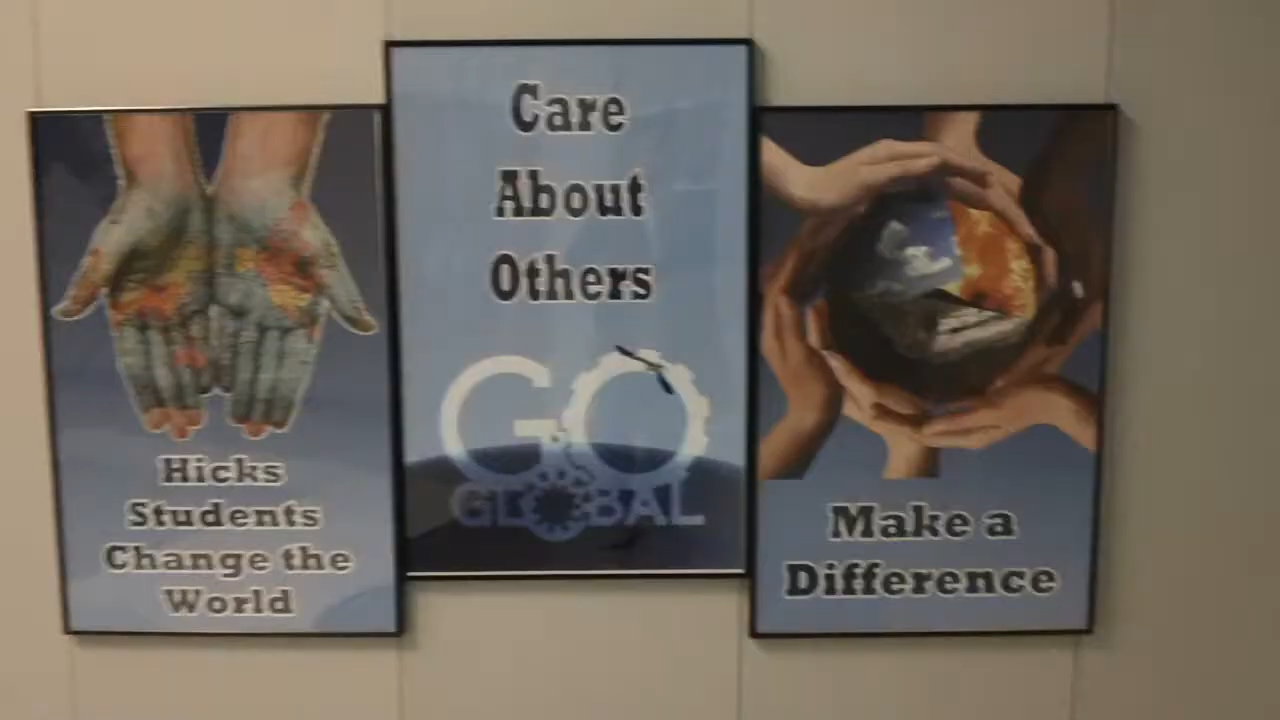 Hicks
Students
Change the
World
Care
About
Others
GO
GLOBAL
Make a
Difference